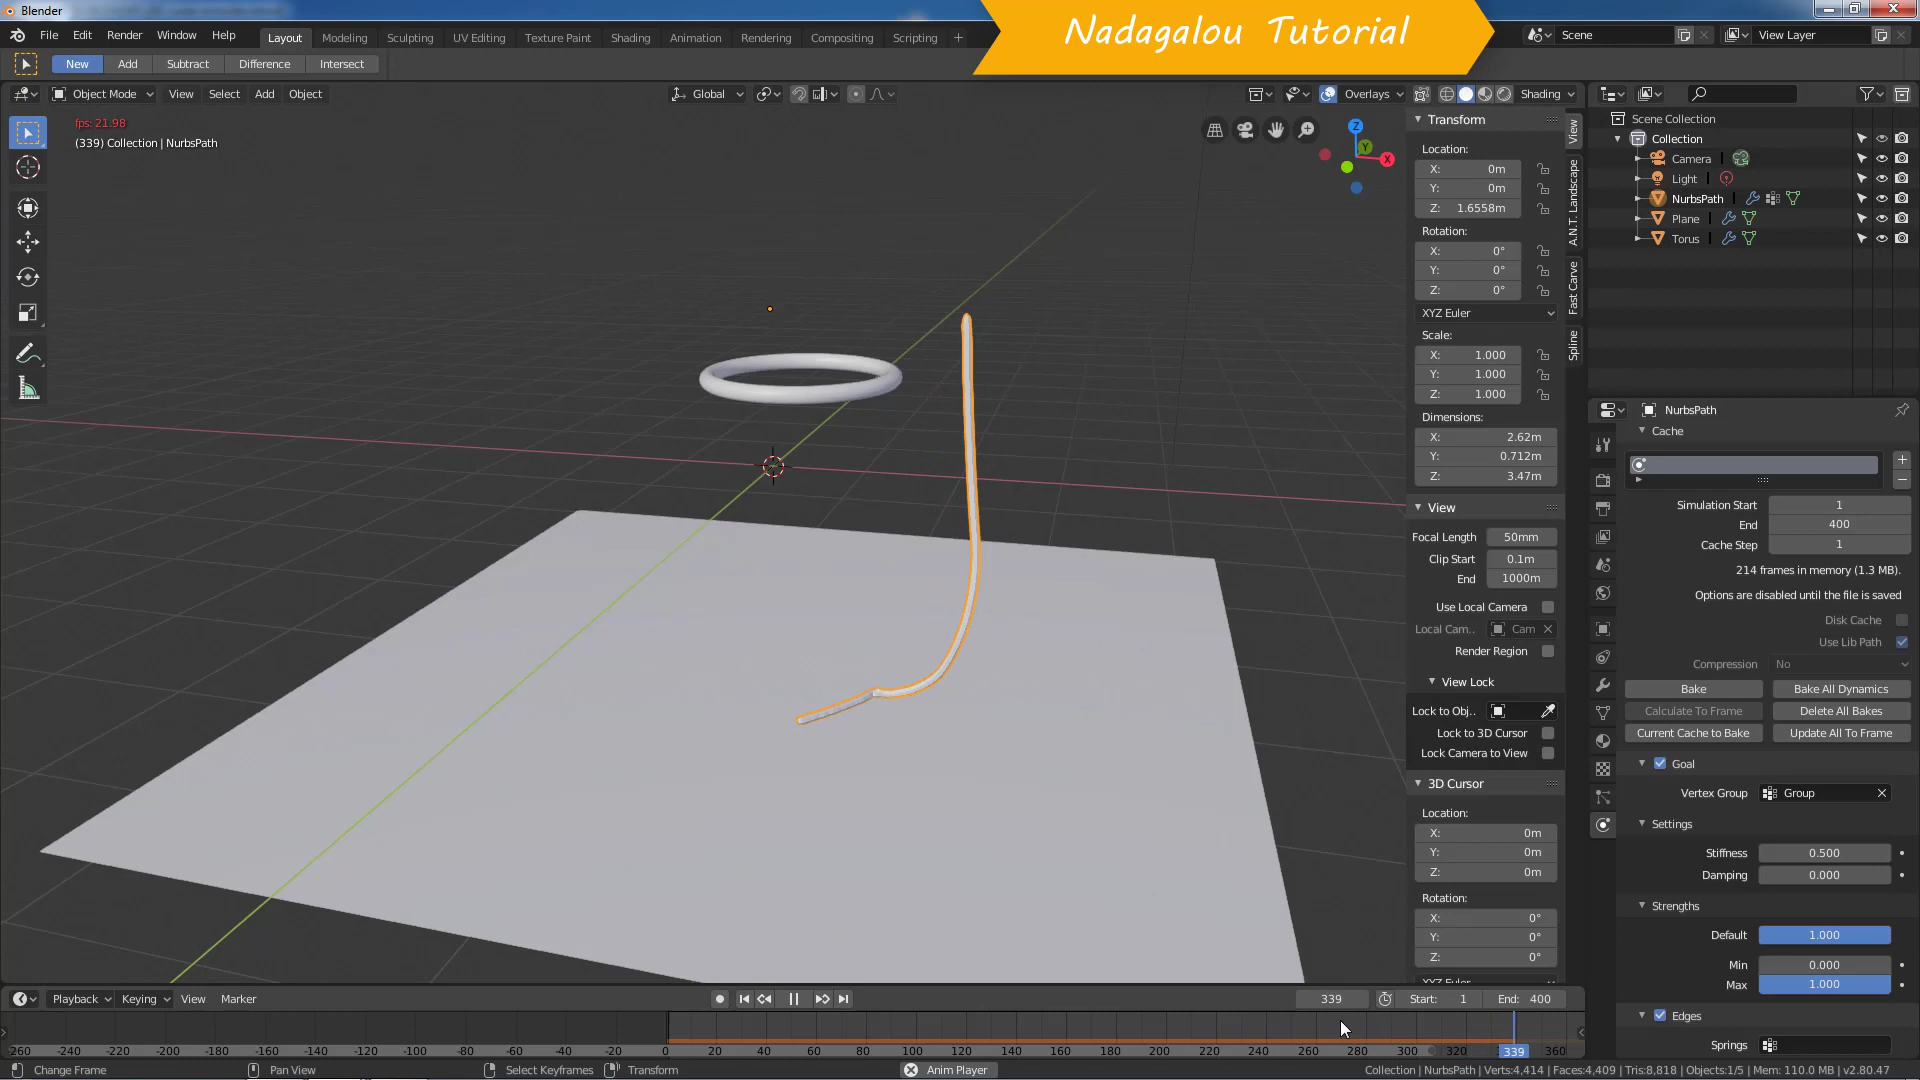 Blender
Nadagalou Tutorial
File Edit Render Window Help
Layout Modeling Sculpting UV Editing Texture Paint Shading Animation Rendering Compositing Scripting +
Scene
View Layer
New Add Subtract Difference Intersect
Object Mode View Select Add Object
Global
Overlays
Shading
fps: 21.98
(339) Collection | NurbsPath
Z
Y
X
Transform
Location:
X: 0m
Y: 0m
Z: 1.6558m
Rotation:
X: 0°
Y: 0°
Z: 0°
XYZ Euler
Scale:
X: 1.000
Y: 1.000
Z: 1.000
Dimensions:
X: 2.62m
Y: 0.712m
Z: 3.47m
View
Focal Length 50mm
Clip Start 0.1m
End 1000m
Use Local Camera
Local Cam.. Cam
Render Region
View Lock
Lock to Obj..
Lock to 3D Cursor
Lock Camera to View
3D Cursor
Location:
X: 0m
Y: 0m
Z: 0m
Rotation:
X: 0°
Y: 0°
Z: 0°
XYZ Euler
View
A.N.T. Landscape
Fast Carve
Spline
Scene Collection
Collection
Camera
Light
NurbsPath
Plane
Torus
NurbsPath
Cache
Simulation Start 1
End 400
Cache Step 1
214 frames in memory (1.3 MB).
Options are disabled until the file is saved
Disk Cache
Use Lib Path
Compression No
Bake Bake All Dynamics
Calculate To Frame Delete All Bakes
Current Cache to Bake Update All To Frame
Goal
Vertex Group Group
Settings
Stiffness 0.500
Damping 0.000
Strengths
Default 1.000
Min 0.000
Max 1.000
Edges
Springs
Playback Keying View Marker
339 Start: 1 End: 400
-260 -240 -220 -200 -180 -160 -140 -120 -100 -80 -60 -40 -20 0 20 40 60 80 100 120 140 160 180 200 220 240 260 280 300 320 339 360
Change Frame Pan View Select Keyframes Transform Anim Player
Collection | NurbsPath | Verts:4,414 | Faces:4,409 | Tris:8,818 | Objects:1/5 | Mem: 110.0 MB | v2.80.47